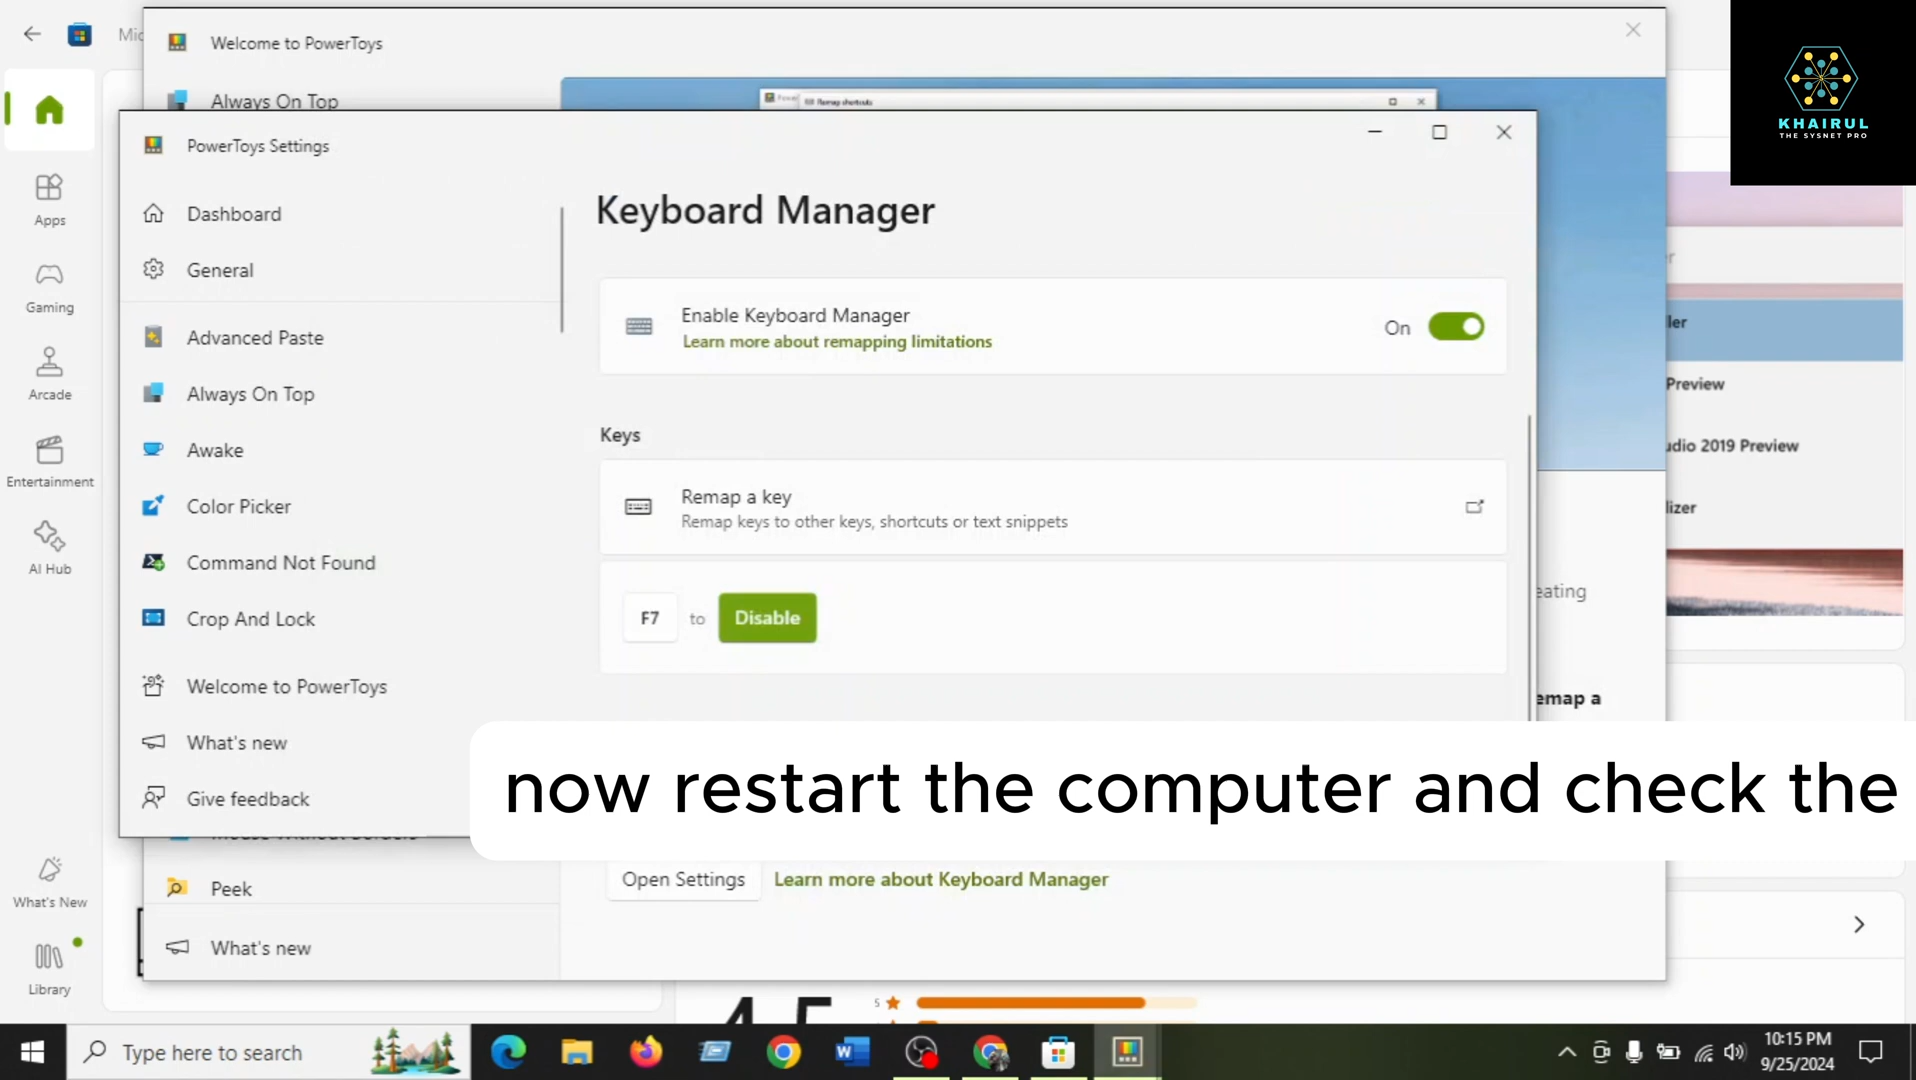 Mic
Welcome to PowerToys
Always On Top
Remap shortcuts
KHAIRUL
THE SYSNET PRO
PowerToys Settings
Dashboard
General
Advanced Paste
Always On Top
Awake
Color Picker
Command Not Found
Crop And Lock
Welcome to PowerToys
What's new
Give feedback
Keyboard Manager
Enable Keyboard Manager
Learn more about remapping limitations
On
Keys
Remap a key
Remap keys to other keys, shortcuts or text snippets
F7 to Disable
Apps
Gaming
Arcade
Entertainment
AI Hub
What's New
Library
ler
Preview
udio 2019 Preview
lizer
eating
emap a
now restart the computer and check the
Peek
What's new
Open Settings
Learn more about Keyboard Manager
5
Type here to search
10:15 PM
9/25/2024